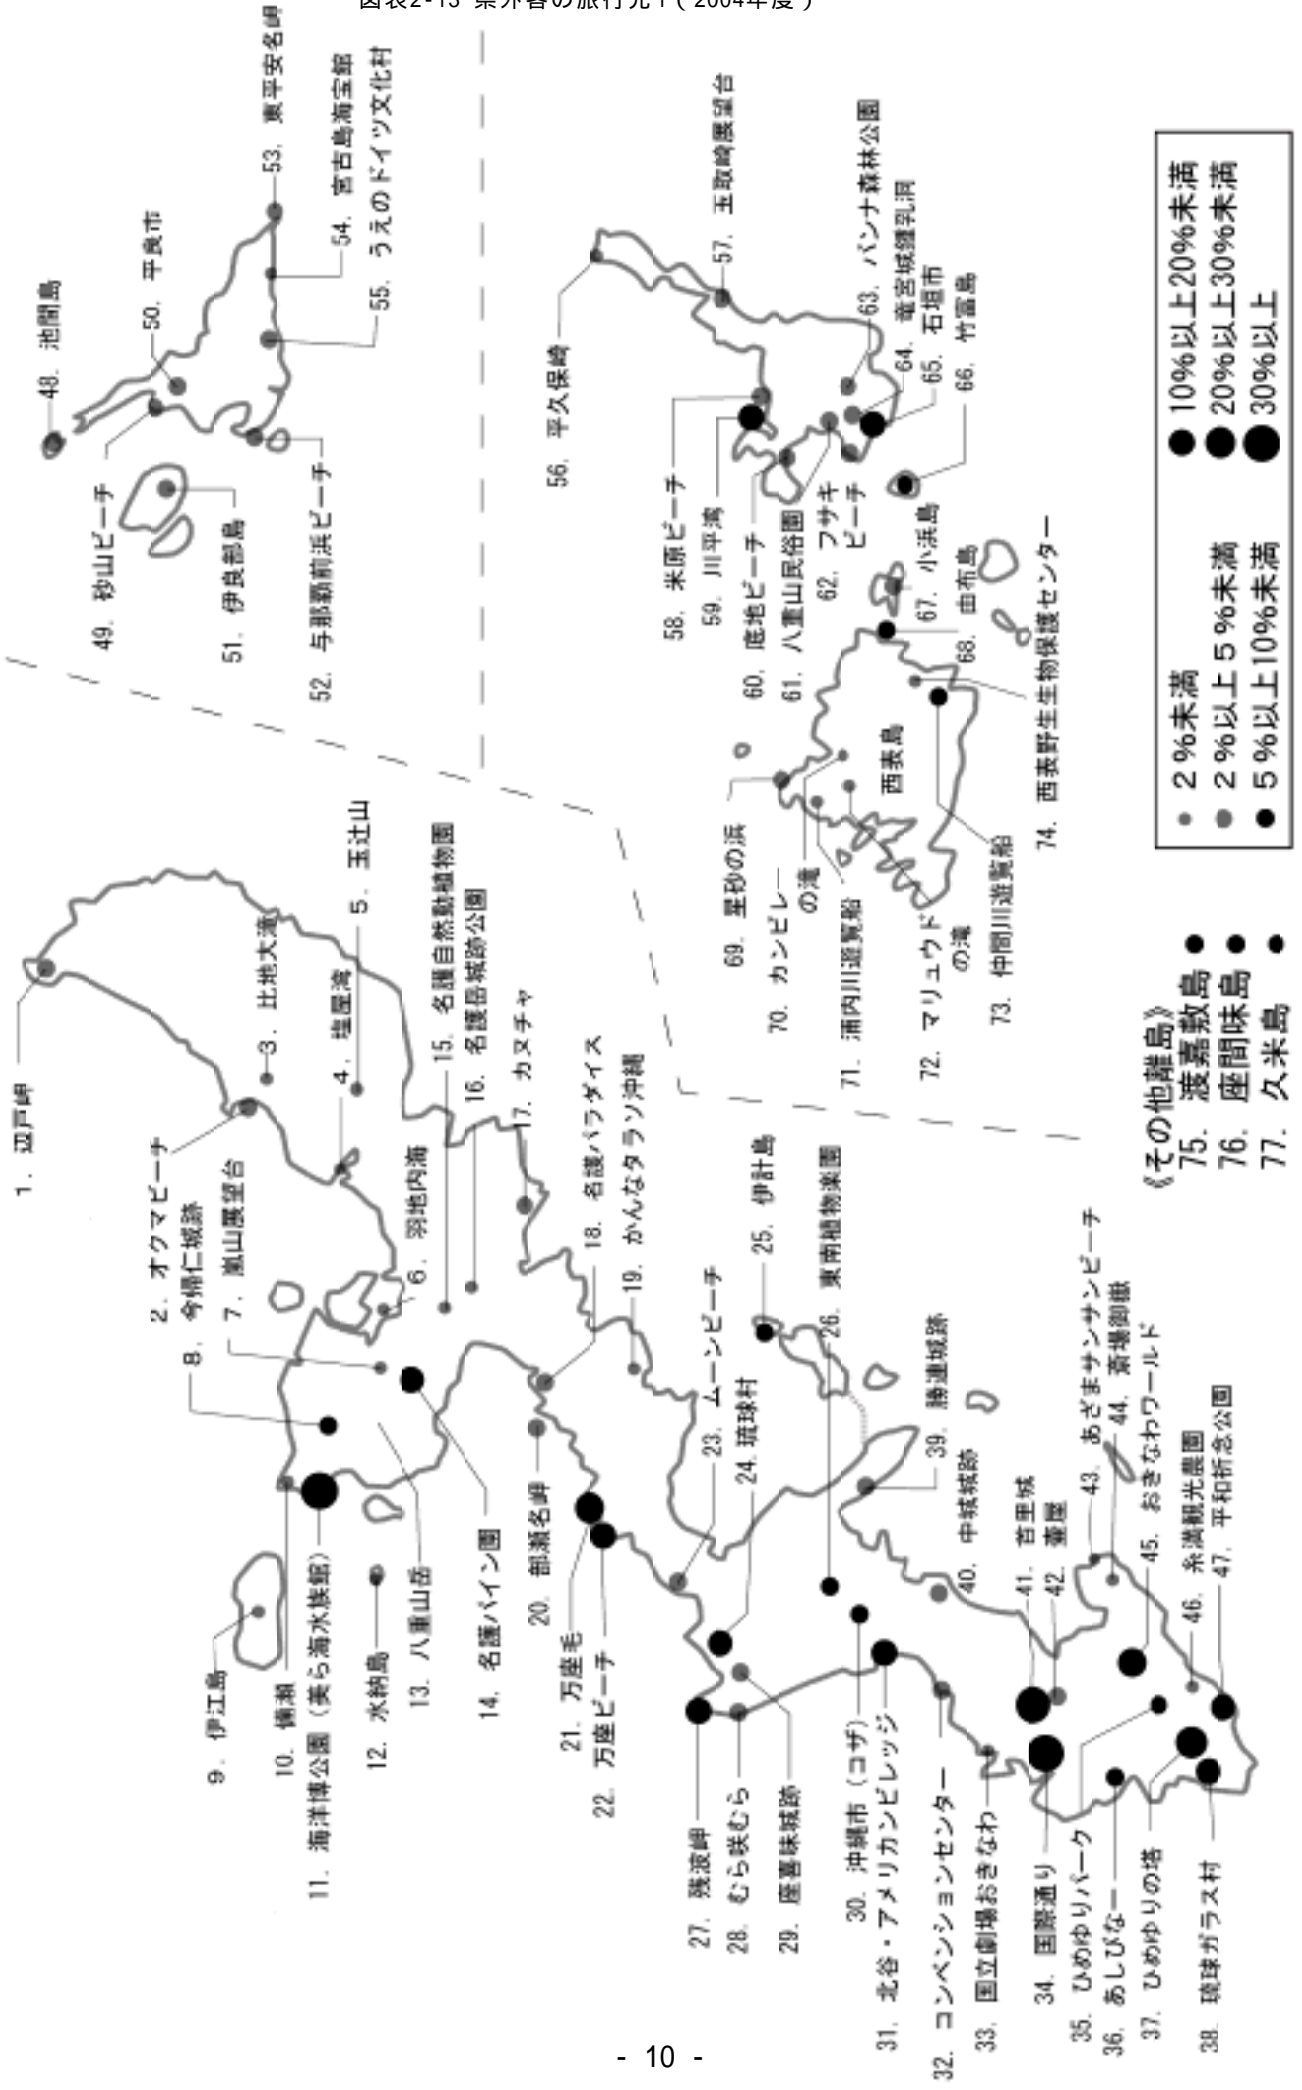 図表2-13 県外客の旅行先1(2004年度)
1. 辺戸岬
2. オクマビーチ
3. 比地大滝
4. 塩屋湾
5. 玉辻山
6. 羽地内海
7. 嵐山展望台
8. 今帰仁城跡
9. 伊江島
10. 備瀬
11. 海洋博公園(美ら海水族館)
12. 水納島
13. 八重山岳
14. 名護パイン園
15. 名護自然動植物園
16. 名護岳城跡公園
17. カヌチャ
18. 名護パラダイス
19. かんなタラソ沖縄
20. 部瀬名岬
21. 万座毛
22. 万座ビーチ
23. ムーンビーチ
24. 琉球村
25. 伊計島
26. 東南植物楽園
27. 残波岬
28. むら咲むら
29. 座喜味城跡
30. 沖縄市(コザ)
31. 北谷・アメリカンビレッジ
32. コンベンションセンター
33. 国立劇場おきなわ
34. 国際通り
35. ひめゆりパーク
36. あしびなー
37. ひめゆりの塔
38. 琉球ガラス村
39. 勝連城跡
40. 中城城跡
41. 首里城
42. 壷屋
43. あざまサンサンビーチ
44. 斎場御嶽
45. おきなわワールド
46. 糸満観光農園
47. 平和祈念公園
48. 池間島
49. 砂山ビーチ
50. 平良市
51. 伊良部島
52. 与那覇前浜ビーチ
53. 東平安名岬
54. 宮古島海宝館
55. うえのドイツ文化村
56. 平久保崎
57. 玉取崎展望台
58. 米原ビーチ
59. 川平湾
60. 底地ビーチ
61. 八重山民俗園
62. フサキ
ビーチ
63. バンナ森林公園
64. 竜宮城鍾乳洞
65. 石垣市
66. 竹富島
67. 小浜島
68. 由布島
69. 星砂の浜
70. カンピレー
の滝
71. 浦内川遊覧船
72. マリュウド
の滝
73. 仲間川遊覧船
74. 西表野生生物保護センター
西表島
《その他離島》
75. 渡嘉敷島
76. 座間味島
77. 久米島
2%未満
2%以上5%未満
5%以上10%未満
10%以上20%未満
20%以上30%未満
30%以上
- 10 -